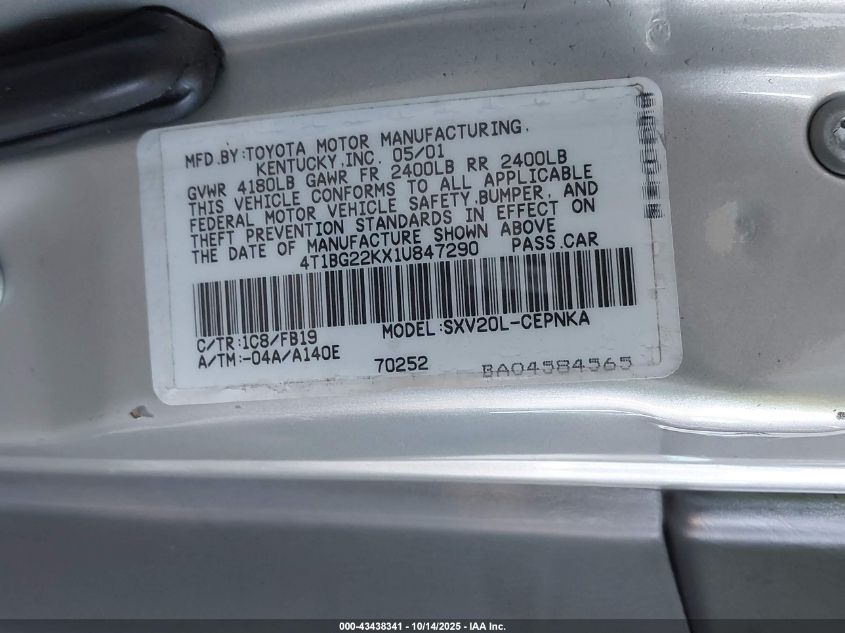 MFD.BY:TOYOTA MOTOR MANUFACTURING,
KENTUCKY,INC. 05/01
GVWR 4180LB GAWR FR 2400LB RR 2400LB
THIS VEHICLE CONFORMS TO ALL APPLICABLE
FEDERAL MOTOR VEHICLE SAFETY,BUMPER, AND
THEFT PREVENTION STANDARDS IN EFFECT ON
THE DATE OF MANUFACTURE SHOWN ABOVE
4T1BG22KX1U847290 PASS.CAR
C/TR:1C8/FB19 MODEL:SXV20L-CEPNKA
A/TM:-04A/A140E 70252 BA04584565
000-43438341 - 10/14/2025 - IAA Inc.